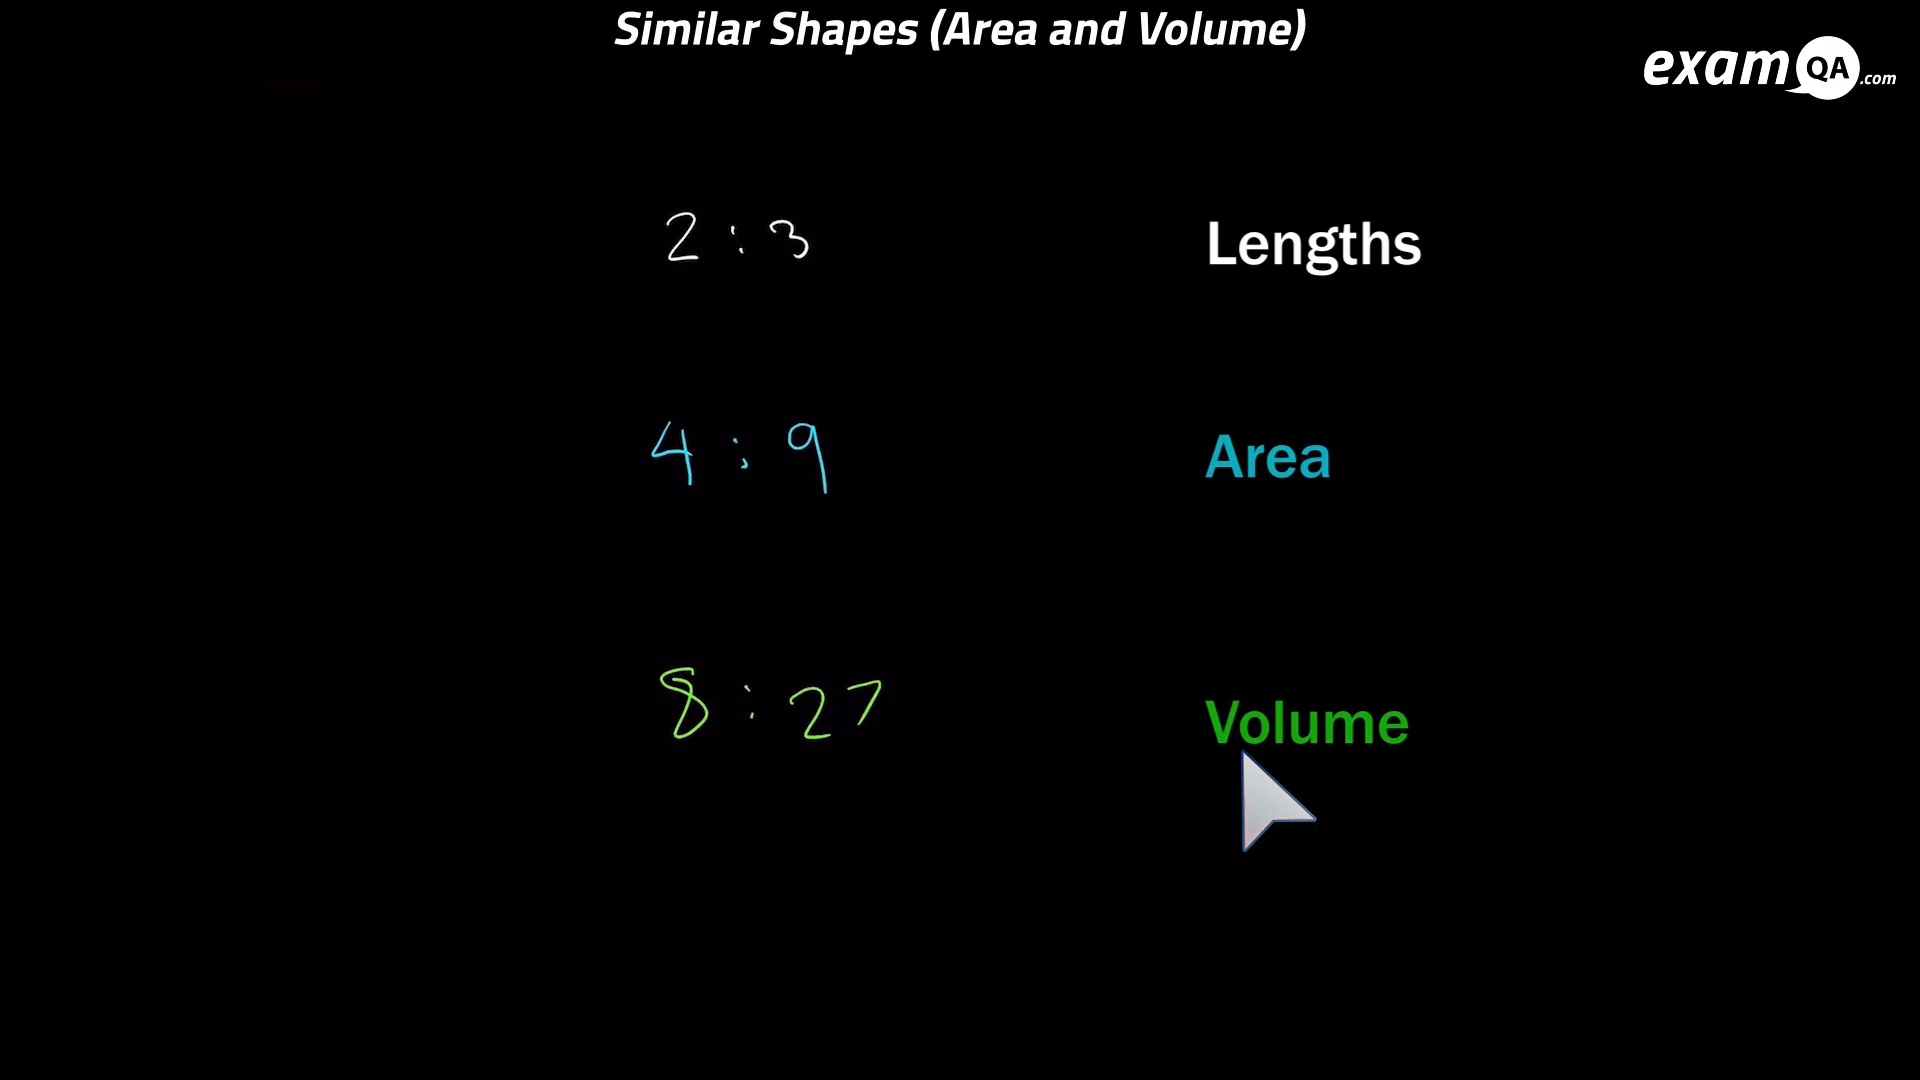 Similar Shapes (Area and Volume)
examQA.com
2 : 3 Lengths
4 : 9 Area
8 : 27 Volume